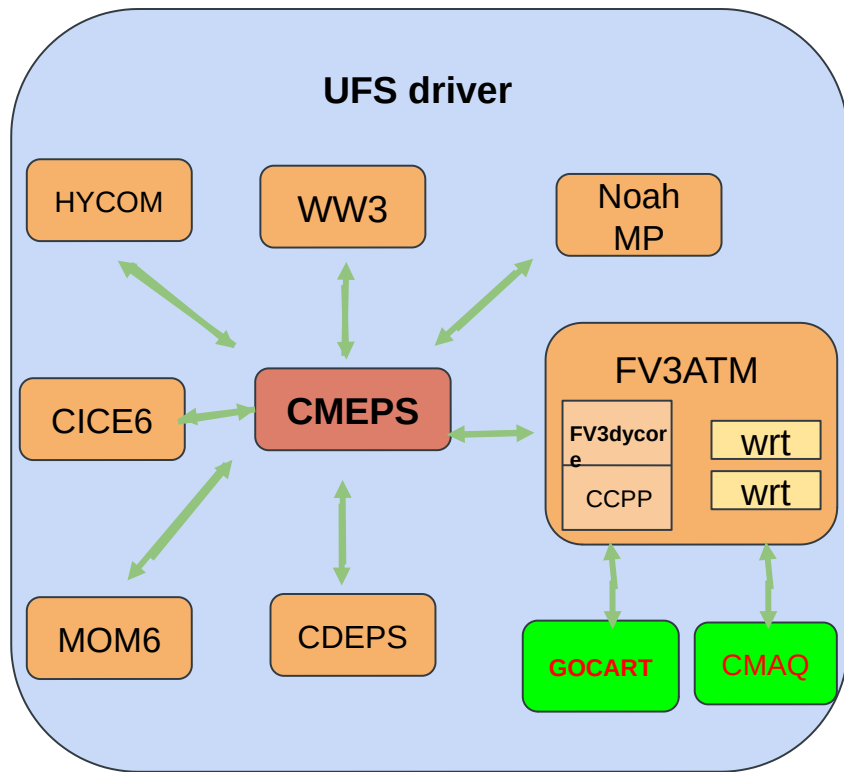 UFS driver
HYCOM
WW3
Noah
MP
FV3ATM
CICE6
CMEPS
FV3dycor
e
wrt
CCPP
wrt
MOM6
CDEPS
GOCART
CMAQ